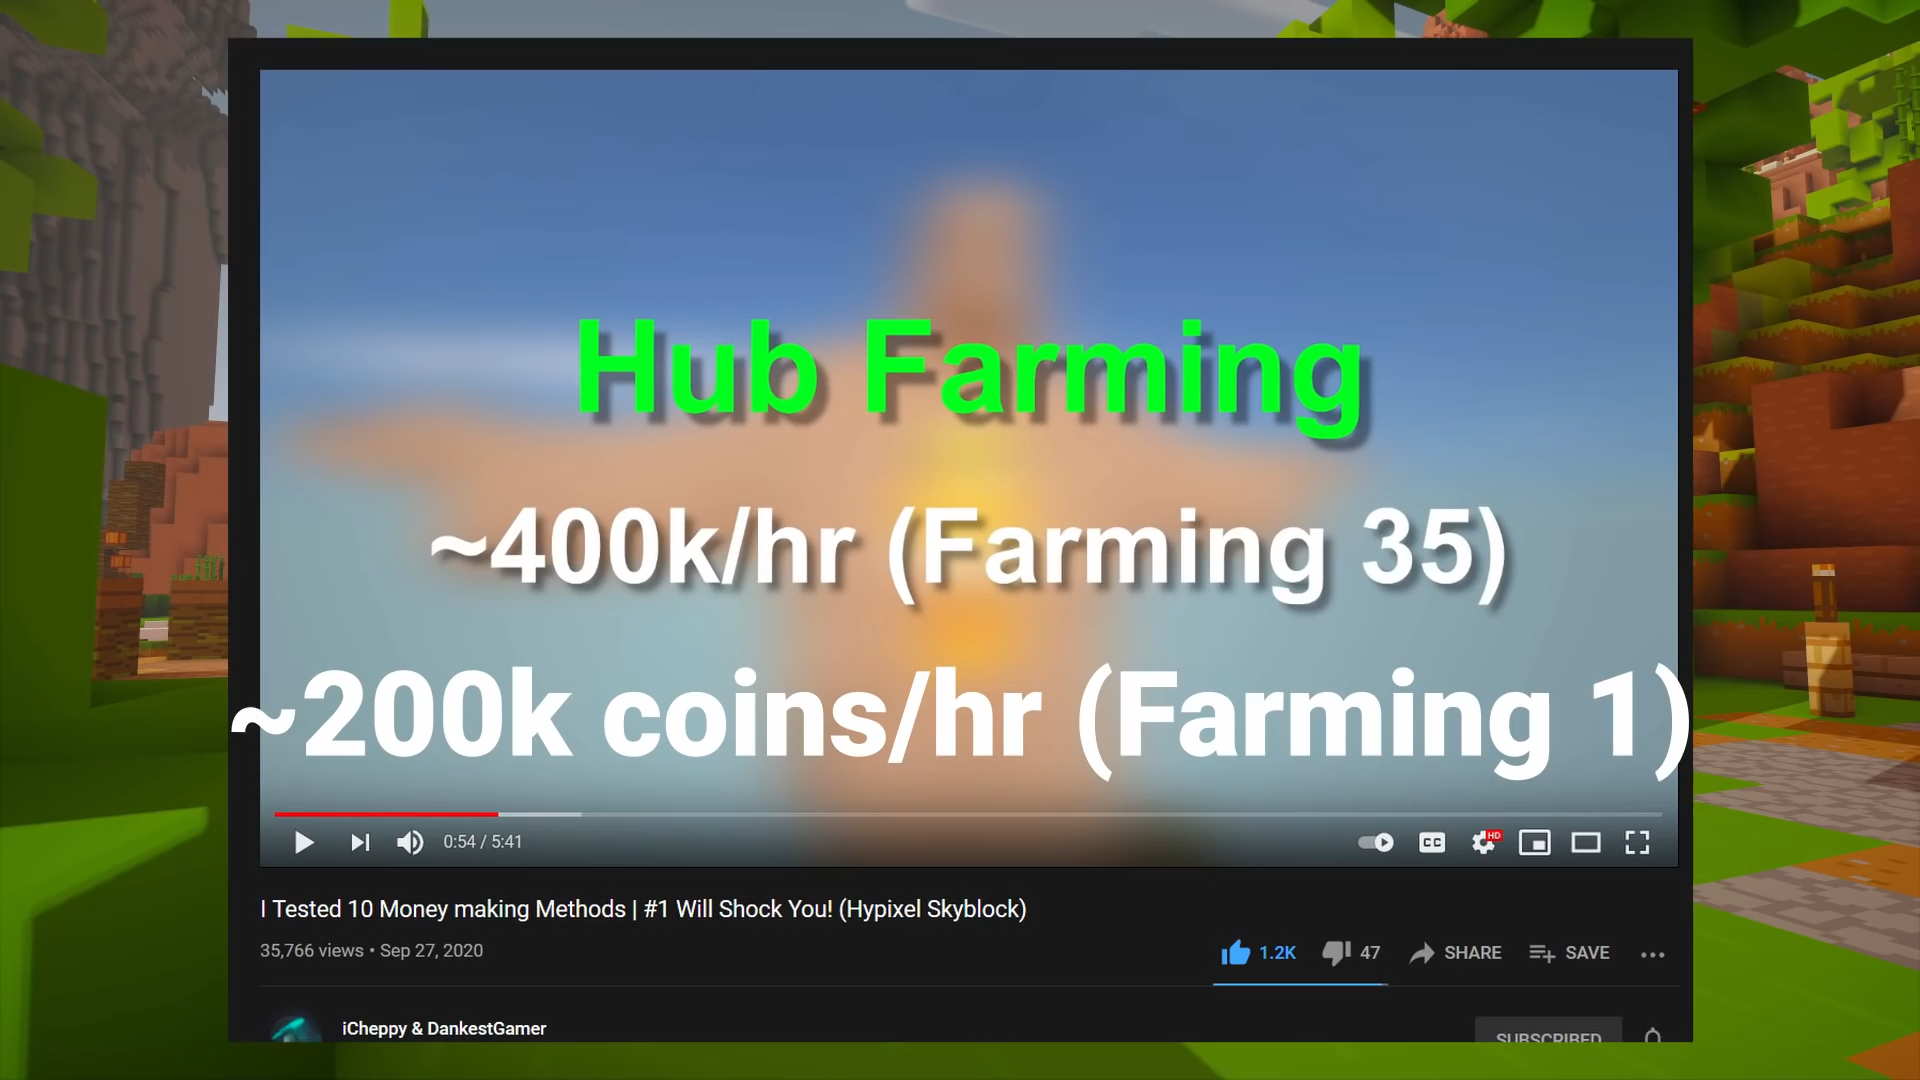 Hub Farming
~400k/hr (Farming 35)
~200k coins/hr (Farming 1)
0:54 / 5:41
CC
HD
I Tested 10 Money making Methods | #1 Will Shock You! (Hypixel Skyblock)
35,766 views • Sep 27, 2020
1.2K 47 SHARE SAVE
iCheppy & DankestGamer
SUBSCRIBED